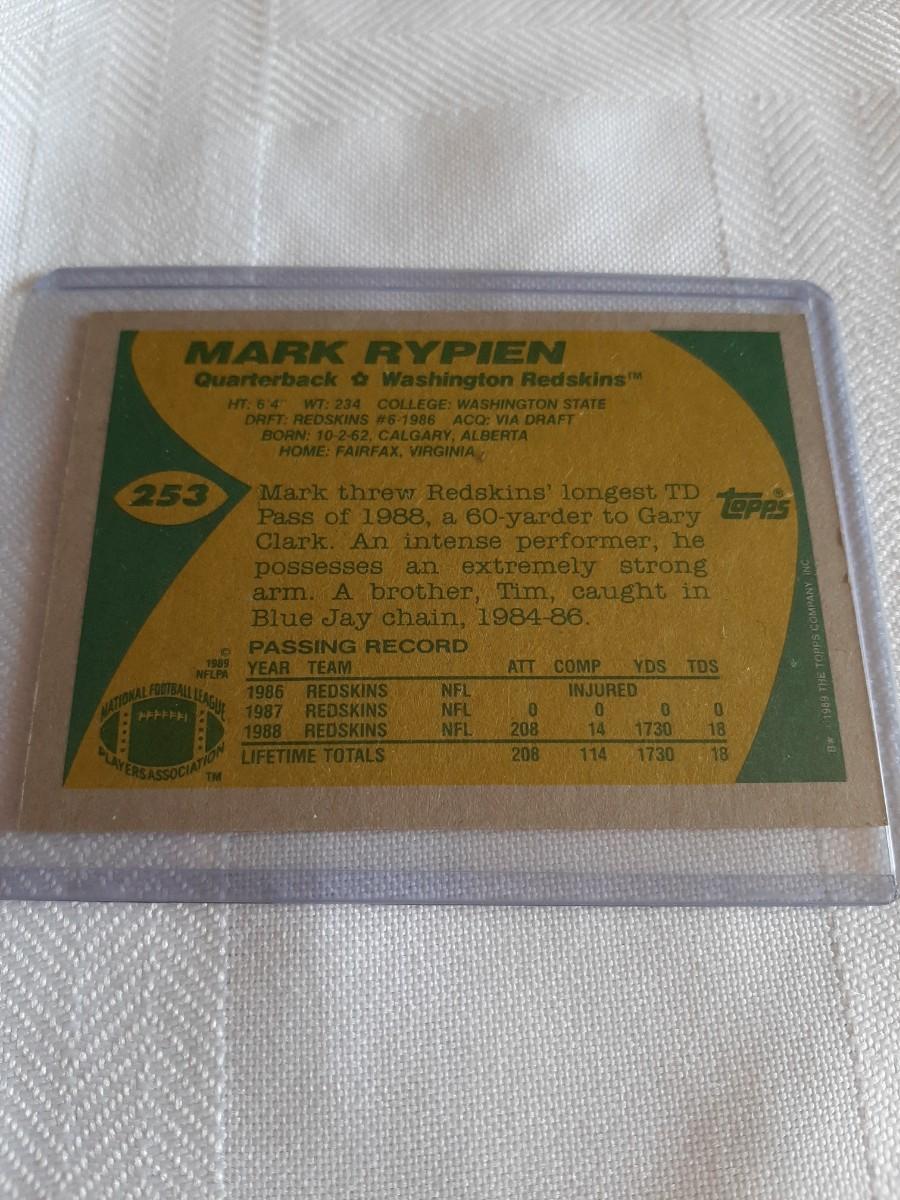 MARK RYPIEN
Quarterback ✿ Washington Redskins™
HT: 6'4" WT: 234 COLLEGE: WASHINGTON STATE
DRFT: REDSKINS #6-1986 ACQ: VIA DRAFT
BORN: 10-2-62, CALGARY, ALBERTA
HOME: FAIRFAX, VIRGINIA
253
Mark threw Redskins' longest TD
Pass of 1988, a 60-yarder to Gary
Clark. An intense performer, he
possesses an extremely strong
arm. A brother, Tim, caught in
Blue Jay chain, 1984-86.
topps®
PASSING RECORD
YEAR TEAM ATT COMP YDS TDS
1986 REDSKINS NFL INJURED
1987 REDSKINS NFL 0 0 0 0
1988 REDSKINS NFL 208 14 1730 18
LIFETIME TOTALS 208 114 1730 18
©
1989
NFLPA
NATIONAL FOOTBALL LEAGUE
PLAYERS ASSOCIATION
TM
B* * 1989 THE TOPPS COMPANY, INC.